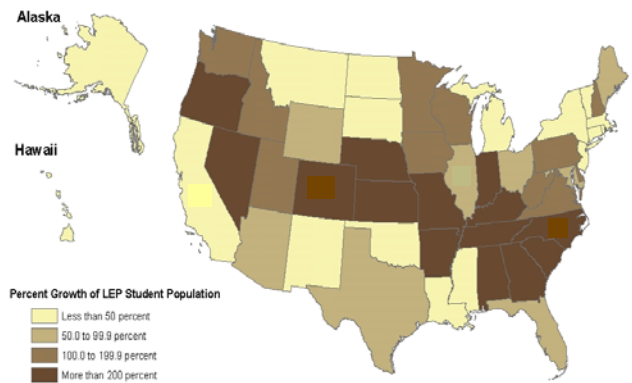 Alaska
Hawaii
Percent Growth of LEP Student Population
Less than 50 percent
50.0 to 99.9 percent
100.0 to 199.9 percent
More than 200 percent